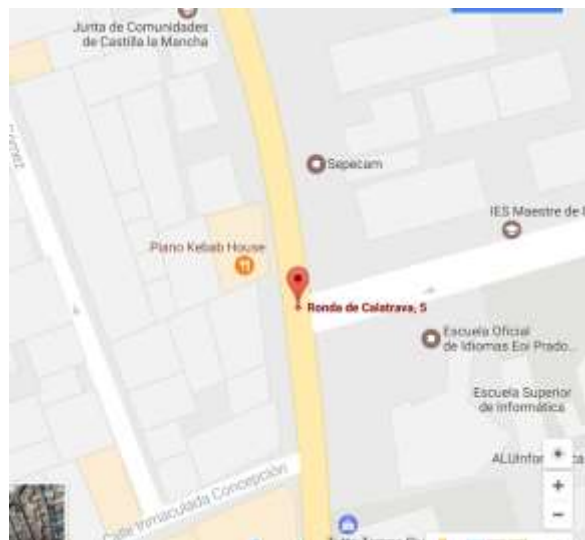 Junta de Comunidades
de Castilla la Mancha
Sepecam
IES Maestre de
Piano Kebab House
Ronda de Calatrava, 5
Escuela Oficial
de Idiomas Eoi Prado...
Escuela Superior
de Informática
Calle Inmaculada Concepción